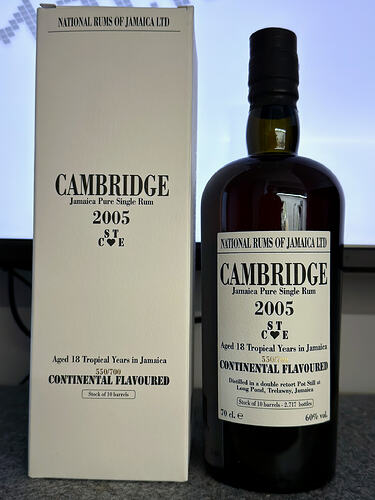 NATIONAL RUMS OF JAMAICA LTD
CAMBRIDGE
Jamaica Pure Single Rum
2005
S T
C♥E
Aged 18 Tropical Years in Jamaica
550/700
CONTINENTAL FLAVOURED
Stock of 10 barrels
NATIONAL RUMS OF JAMAICA LTD
CAMBRIDGE
Jamaica Pure Single Rum
2005
S T
C♥E
Aged 18 Tropical Years in Jamaica
550/700
CONTINENTAL FLAVOURED
Distilled in a double retort Pot Still at
Long Pond, Trelawny, Jamaica
Stock of 10 barrels - 2.717 bottles
70 cl. e 60% vol.